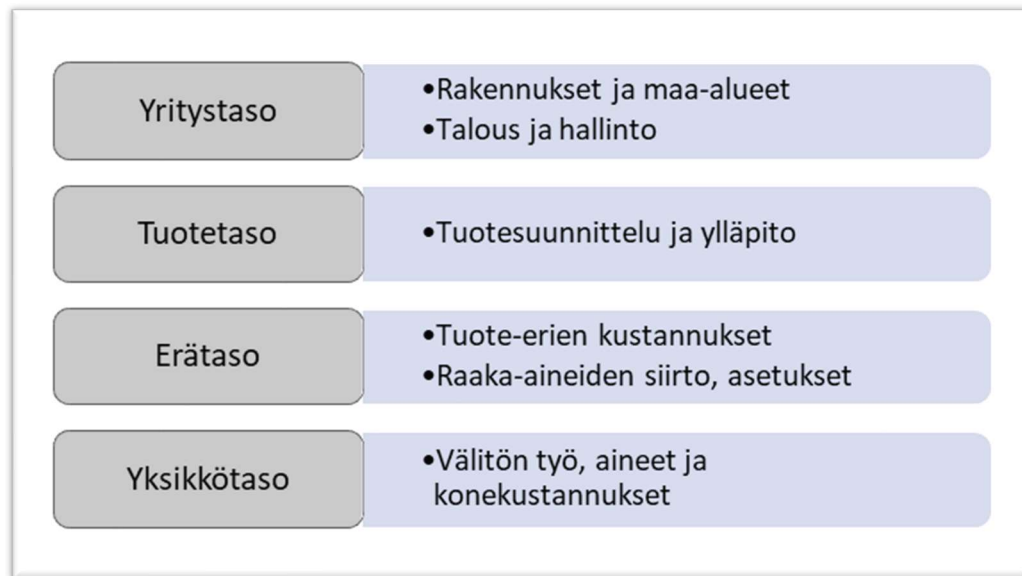 Yritystaso
•Rakennukset ja maa-alueet
•Talous ja hallinto
Tuotetaso
•Tuotesuunnittelu ja ylläpito
Erätaso
•Tuote-erien kustannukset
•Raaka-aineiden siirto, asetukset
Yksikkötaso
•Välitön työ, aineet ja
konekustannukset